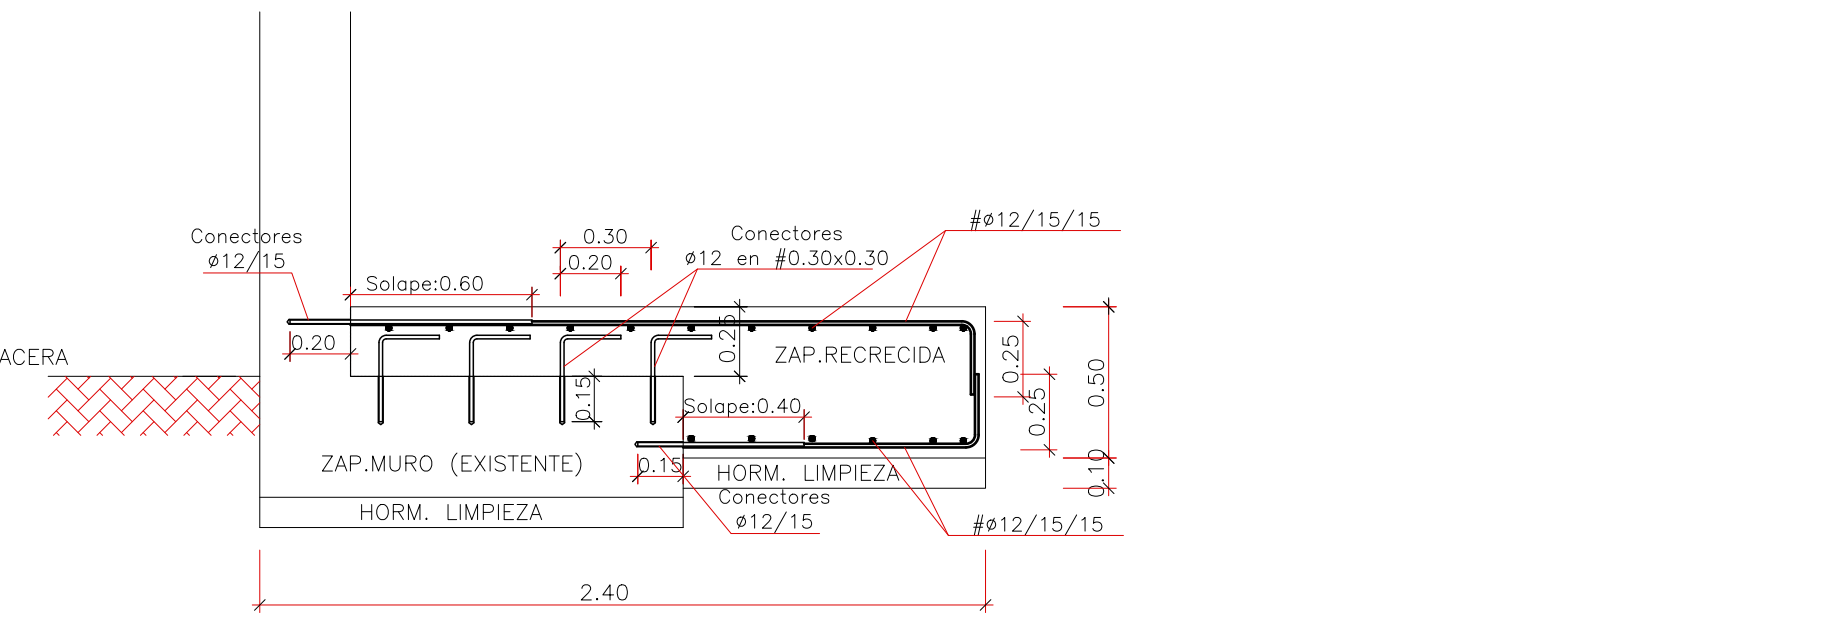 #ø12/15/15
Conectores
ø12/15
0.30
Conectores
0.20
ø12 en #0.30x0.30
Solape:0.60
0.20
0.25
ACERA
ZAP.RECRECIDA
0.25
0.50
0.15
Solape:0.40
0.25
ZAP.MURO (EXISTENTE)
0.15
HORM. LIMPIEZA
0.10
Conectores
ø12/15
HORM. LIMPIEZA
#ø12/15/15
2.40